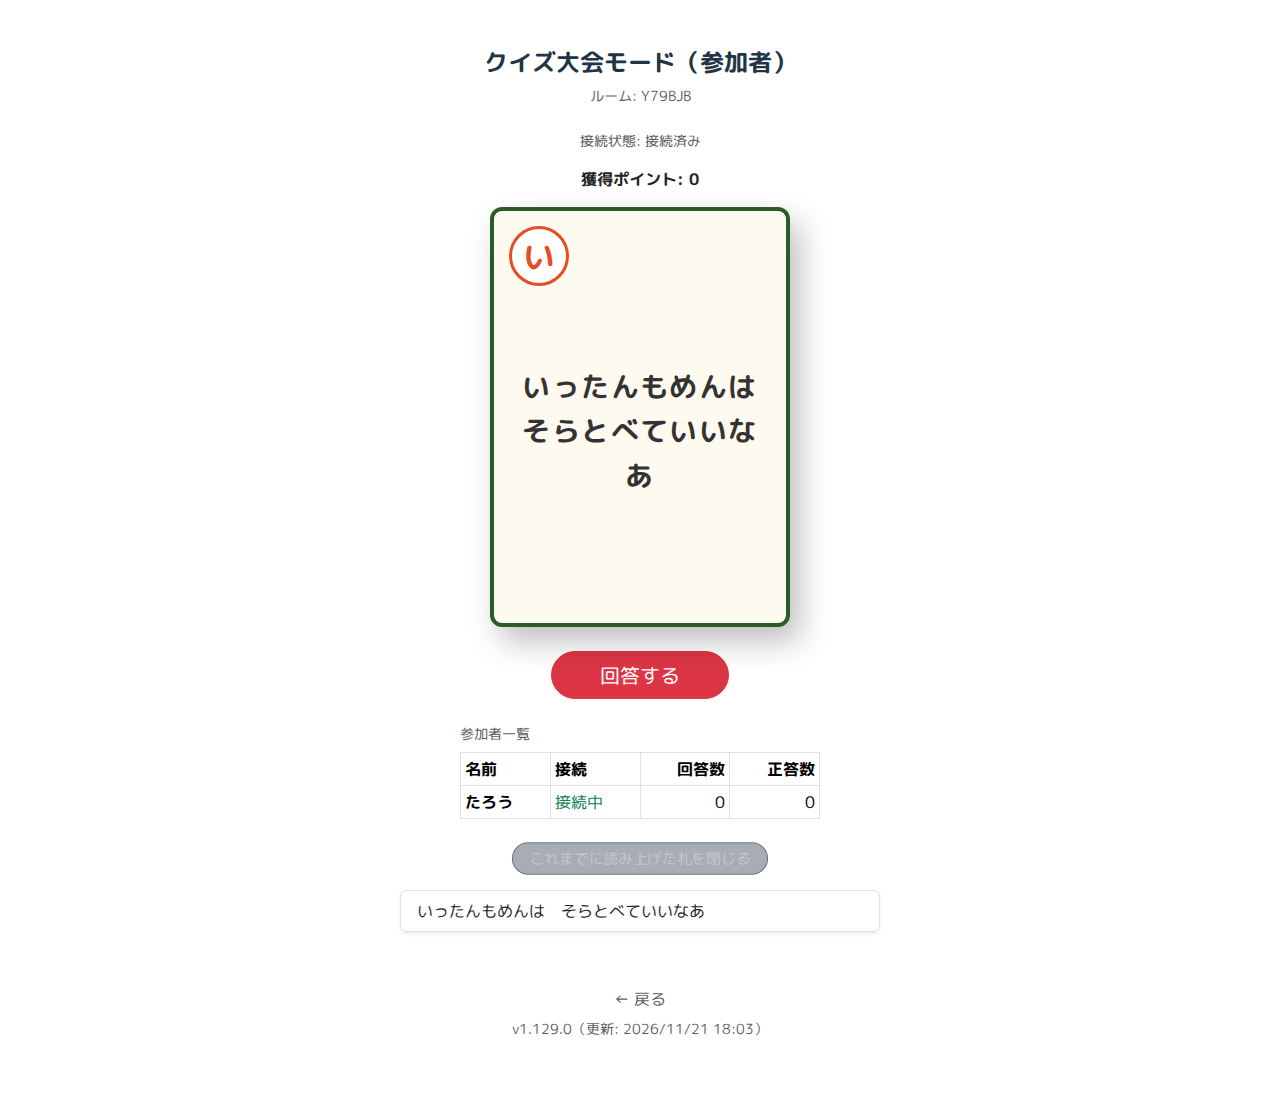 クイズ大会モード（参加者）
ルーム: Y79BJB
接続状態: 接続済み
獲得ポイント: 0
い
いったんもめんは
そらとべていいな
あ
回答する
参加者一覧
名前 接続 回答数 正答数
たろう 接続中 0 0
これまでに読み上げた札を閉じる
いったんもめんは　そらとべていいなあ
← 戻る
v1.129.0（更新: 2026/11/21 18:03）